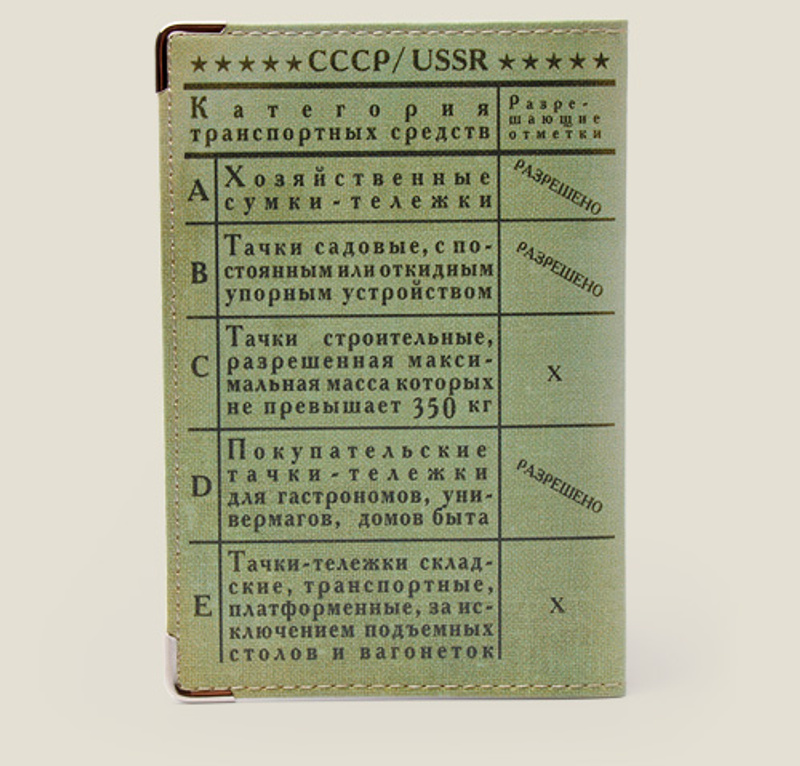 ★★★★★СССР/ USSR ★★★★★
Категория
транспортных средств
Разре-
шающие
отметки
A
Хозяйственные
сумки-тележки
РАЗРЕШЕНО
B
Тачки садовые, с по-
стоянным или откидным
упорным устройством
РАЗРЕШЕНО
C
Тачки строительные,
разрешенная макси-
мальная масса которых
не превышает 350 кг
X
D
Покупательские
тачки-тележки
для гастрономов, уни-
вермагов, домов быта
РАЗРЕШЕНО
E
Тачки-тележки склад-
ские, транспортные,
платформенные, за ис-
ключением подъемных
столов и вагонеток
X